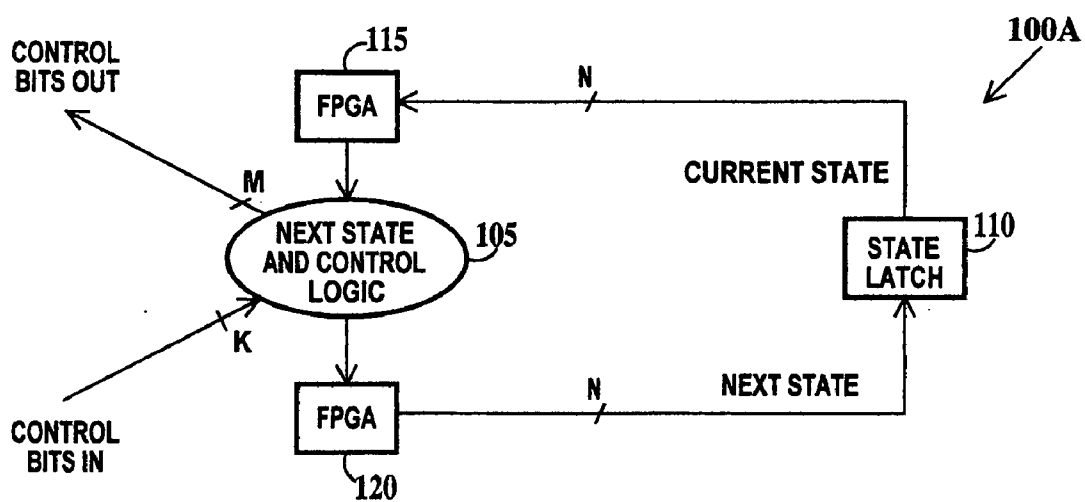 100A
CONTROL
BITS OUT
115
FPGA
N
M
CURRENT STATE
NEXT STATE
AND CONTROL
LOGIC
105
110
STATE
LATCH
K
CONTROL
BITS IN
FPGA
N
NEXT STATE
120